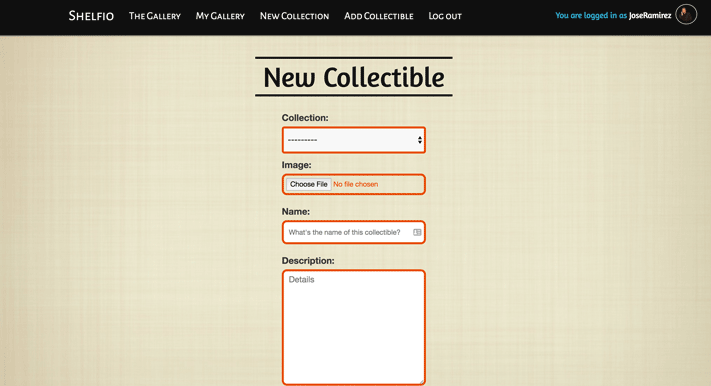 Shelfio The Gallery My Gallery New Collection Add Collectible Log out You are logged in as JoseRamirez
New Collectible
Collection:
---------
Image:
Choose File No file chosen
Name:
What's the name of this collectible?
Description:
Details